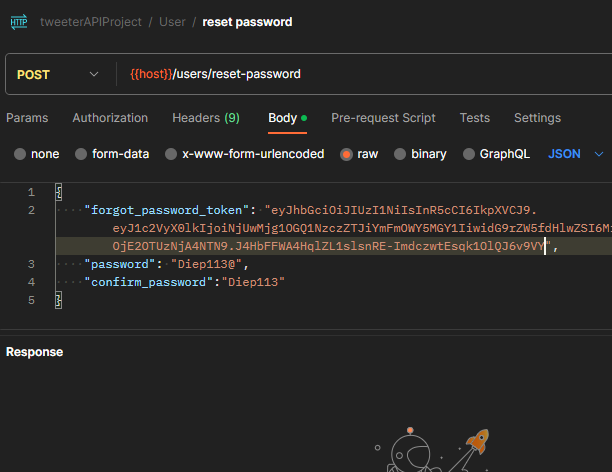 HTTP tweeterAPIProject / User / reset password
POST {{host}}/users/reset-password
Params Authorization Headers (9) Body Pre-request Script Tests Settings
none form-data x-www-form-urlencoded raw binary GraphQL JSON
1 {
2 "forgot_password_token": "eyJhbGciOiJIUzI1NiIsInR5cCI6IkpXVCJ9.
eyJ1c2VyX0lkIjoiNjUwMjg1OGQ1NzczZTJiYmFmOWY5MGY1IiwidG9rZW5fdHlwZSI6Mi
OjE2OTUzNjA4NTN9.J4HbFFWA4HqlZL1slsnRE-ImdczwtEsqk1OlQJ6v9VY",
3 "password": "Diep113@",
4 "confirm_password":"Diep113"
5 }
Response